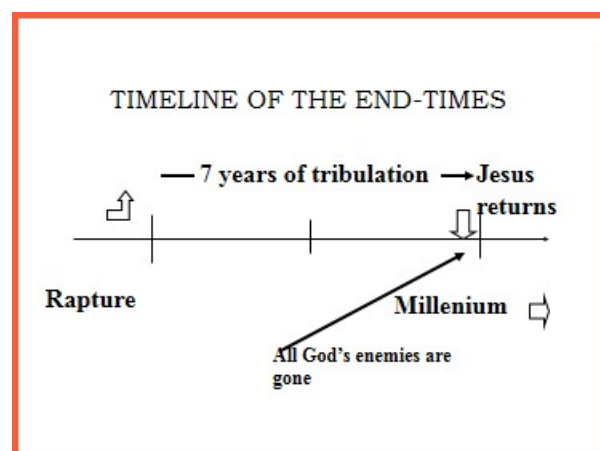 TIMELINE OF THE END-TIMES
7 years of tribulation
Jesus
returns
Rapture
Millenium
All God's enemies are
gone